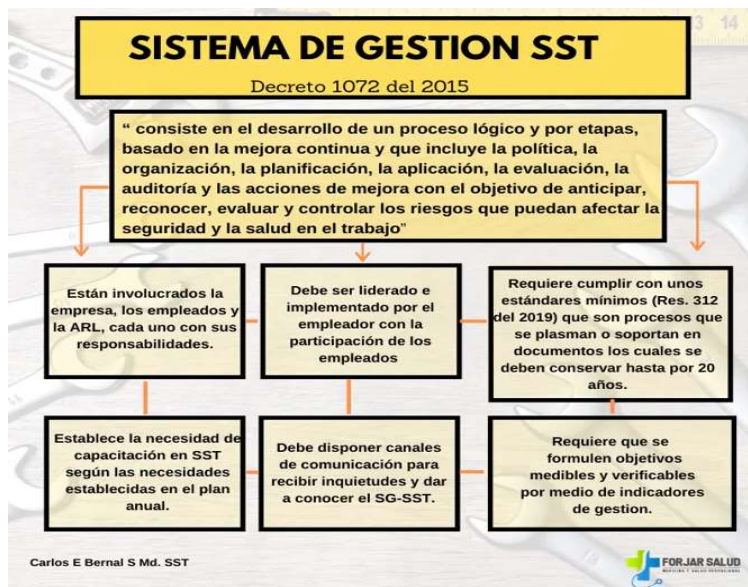 13 14
SISTEMA DE GESTION SST
Decreto 1072 del 2015
“ consiste en el desarrollo de un proceso lógico y por etapas,
basado en la mejora continua y que incluye la política, la
organización, la planificación, la aplicación, la evaluación, la
auditoría y las acciones de mejora con el objetivo de anticipar,
reconocer, evaluar y controlar los riesgos que puedan afectar la
seguridad y la salud en el trabajo”
Están involucrados la
empresa, los empleados y
la ARL, cada uno con sus
responsabilidades.
Debe ser liderado e
implementado por el
empleador con la
participación de los
empleados
Requiere cumplir con unos
estándares mínimos (Res. 312
del 2019) que son procesos que
se plasman o soportan en
documentos los cuales se
deben conservar hasta por 20
años.
Establece la necesidad de
capacitación en SST
según las necesidades
establecidas en el plan
anual.
Debe disponer canales
de comunicación para
recibir inquietudes y dar
a conocer el SG-SST.
Requiere que se
formulen objetivos
medibles y verificables
por medio de indicadores
de gestion.
Carlos E Bernal S Md. SST
FORJAR SALUD
MEDICINA Y SALUD OCUPACIONAL